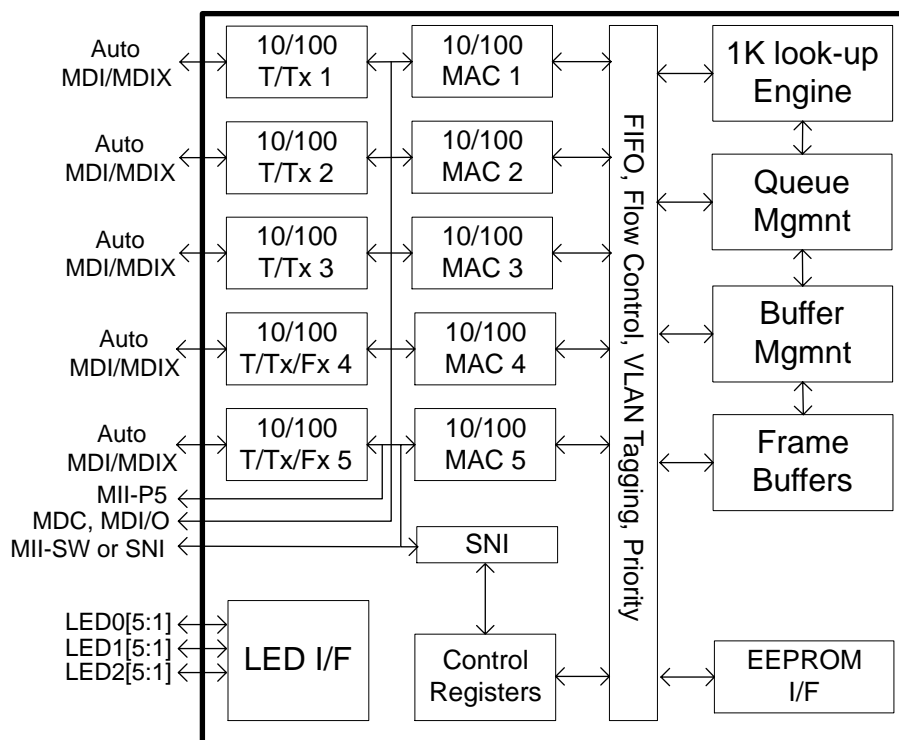 Auto
MDI/MDIX
10/100
T/Tx 1
10/100
MAC 1
1K look-up
Engine
Auto
MDI/MDIX
10/100
T/Tx 2
10/100
MAC 2
Queue
Mgmnt
Auto
MDI/MDIX
10/100
T/Tx 3
10/100
MAC 3
Buffer
Mgmnt
Auto
MDI/MDIX
10/100
T/Tx/Fx 4
10/100
MAC 4
Auto
MDI/MDIX
10/100
T/Tx/Fx 5
10/100
MAC 5
Frame
Buffers
FIFO, Flow Control, VLAN Tagging, Priority
MII-P5
MDC, MDI/O
MII-SW or SNI
SNI
LED0[5:1]
LED1[5:1]
LED2[5:1]
LED I/F
Control
Registers
EEPROM
I/F